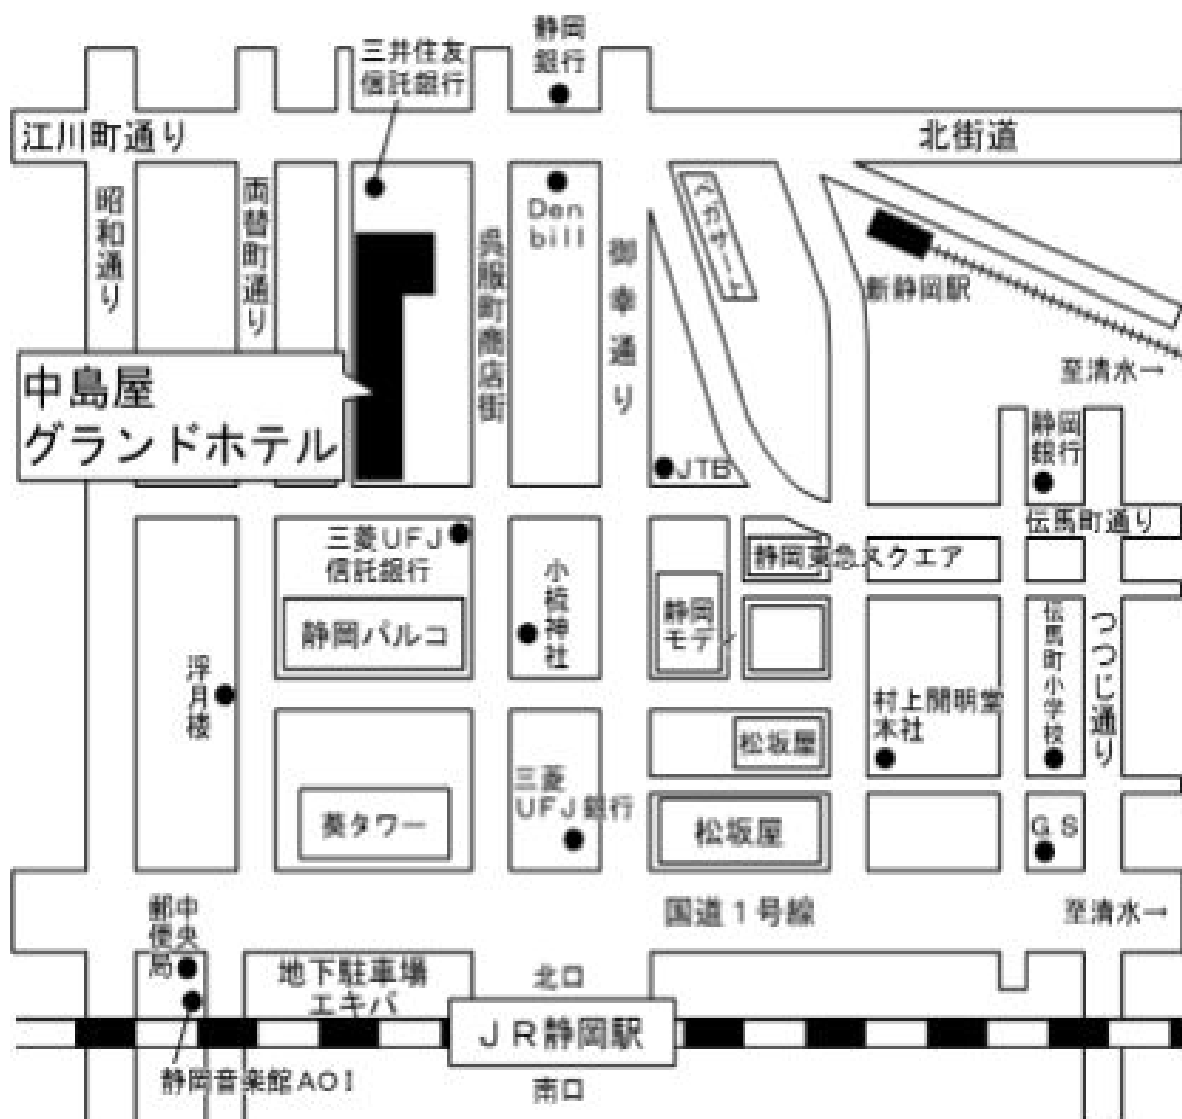 静岡
銀行
三井住友
信託銀行
江川町通り
北街道
昭和通り
両替町通り
呉服町商店街
Den
bill
御幸通り
ペガサート
新静岡駅
至清水→
中島屋
グランドホテル
JTB
静岡
銀行
伝馬町通り
三菱UFJ
信託銀行
静岡パルコ
小梳神社
静岡
モディ
静岡東急スクエア
浮月楼
村上開明堂
本社
伝馬町小学校
つつじ通り
松坂屋
葵タワー
三菱
UFJ銀行
松坂屋
GS
中央
郵便局
国道1号線
至清水→
地下駐車場
エキパ
北口
JR静岡駅
静岡音楽館AOI
南口